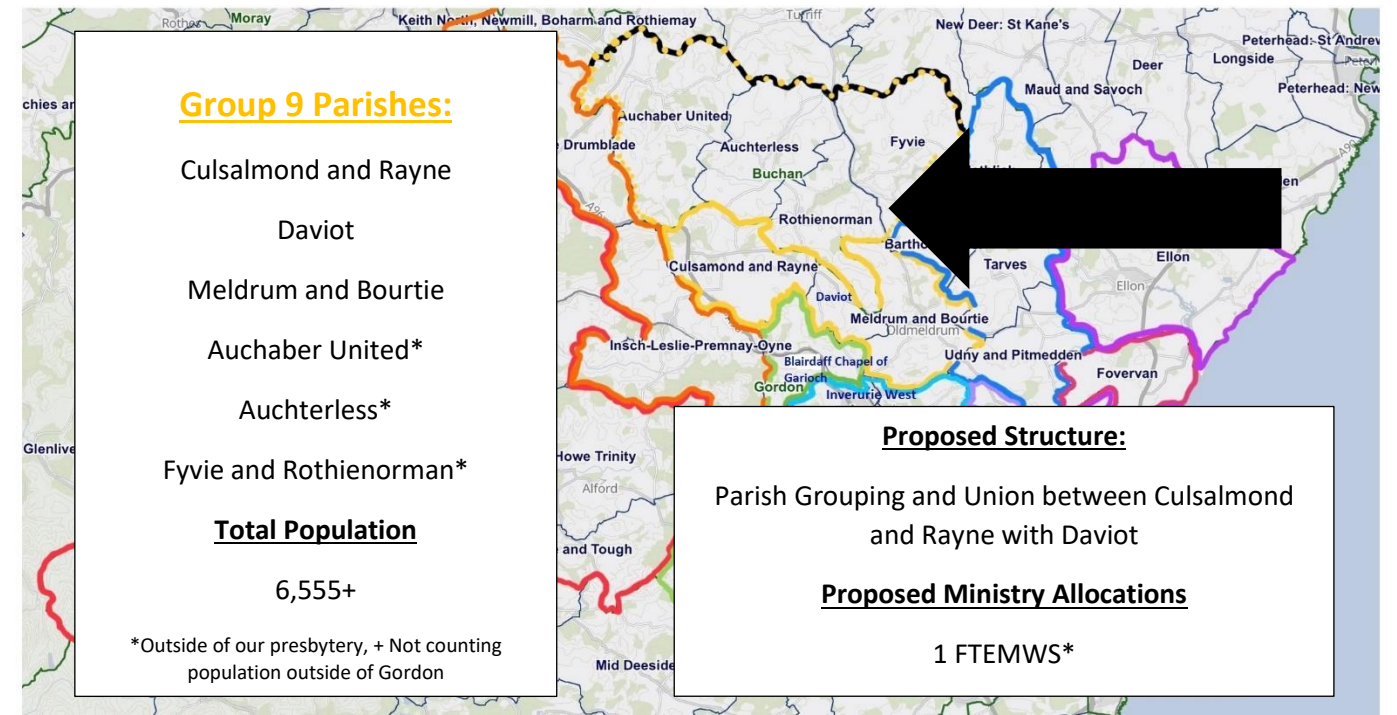 Group 9 Parishes:
Culsalmond and Rayne
Daviot
Meldrum and Bourtie
Auchaber United*
Auchterless*
Fyvie and Rothienorman*
Total Population
6,555+
*Outside of our presbytery, + Not counting
population outside of Gordon
Proposed Structure:
Parish Grouping and Union between Culsalmond
and Rayne with Daviot
Proposed Ministry Allocations
1 FTEMWS*
Moray
Keith North, Newmill, Boharm and Rothiemay
Turriff
New Deer: St Kane's
Peterhead: St Andrew
Longside
Deer
Peterhead: New
Maud and Savoch
Auchaber United
Drumblade
Auchterless
Fyvie
Buchan
Rothienorman
Culsamond and Rayne
Tarves
Ellon
Ellon
Daviot
Meldrum and Bourtie
Oldmeldrum
Insch-Leslie-Premnay-Oyne
Udny and Pitmedden
Blairdaff Chapel of
Garioch
Foveran
Gordon
Inverurie West
Howe Trinity
Alford
and Tough
Mid Deeside
A96
A90